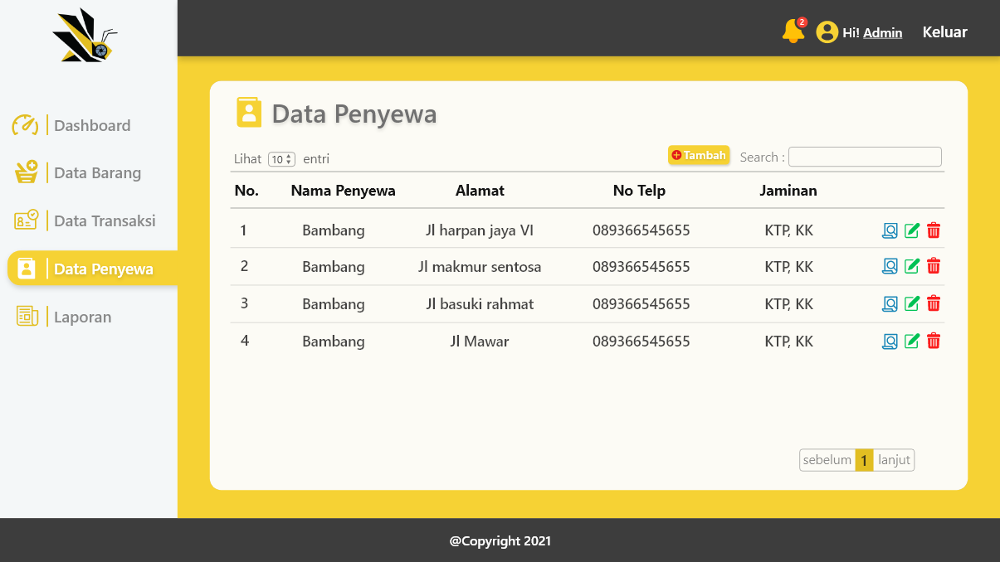 2
Hi! Admin
Keluar
Dashboard
Data Barang
Data Transaksi
Data Penyewa
Laporan
Data Penyewa
Lihat 10 entri
Tambah
Search :
No. Nama Penyewa Alamat No Telp Jaminan
1 Bambang Jl harpan jaya VI 089366545655 KTP, KK
2 Bambang Jl makmur sentosa 089366545655 KTP, KK
3 Bambang Jl basuki rahmat 089366545655 KTP, KK
4 Bambang Jl Mawar 089366545655 KTP, KK
sebelum 1 lanjut
@Copyright 2021